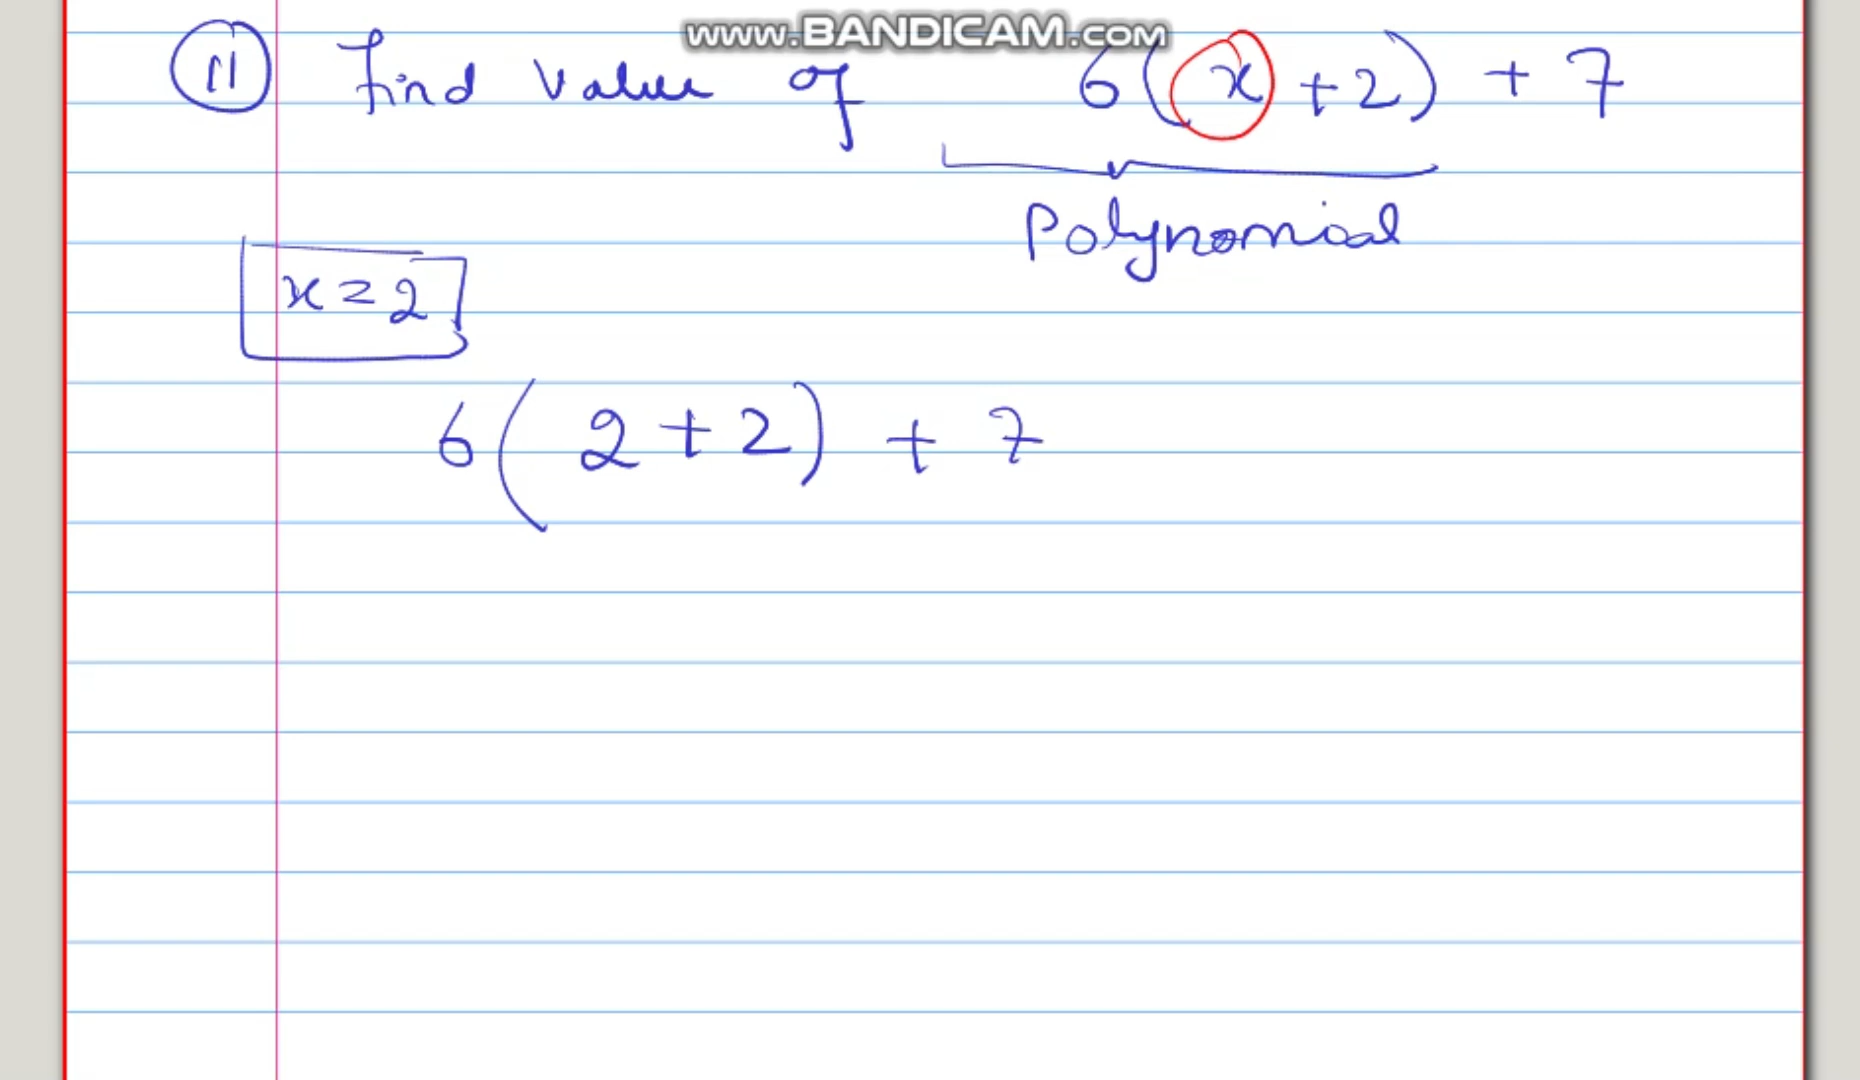 www.BANDICAM.com
11 Find value of 6(x+2) + 7
Polynomial
x=2
6(2+2) + 7